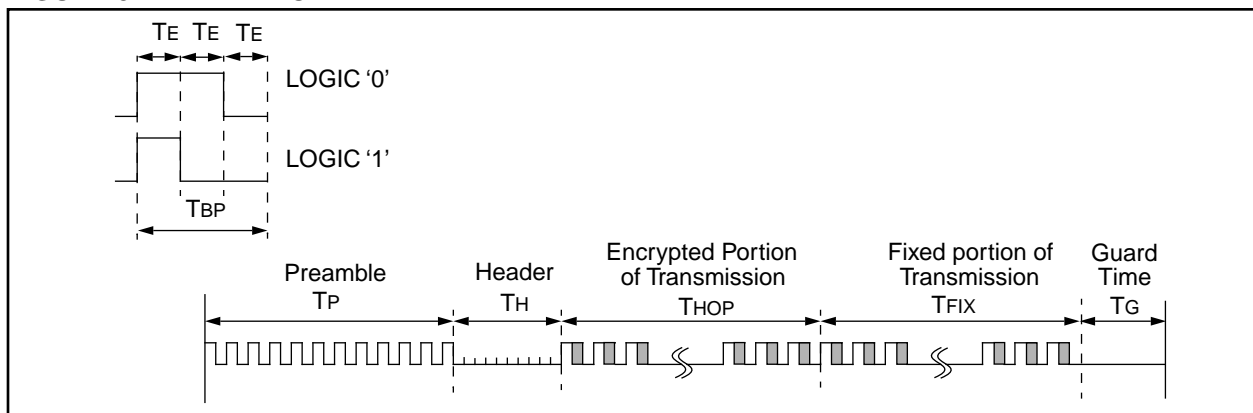 TE TE TE
LOGIC ‘0’
LOGIC ‘1’
TBP
Preamble
TP
Header
TH
Encrypted Portion
of Transmission
THOP
Fixed portion of
Transmission
TFIX
Guard
Time
TG